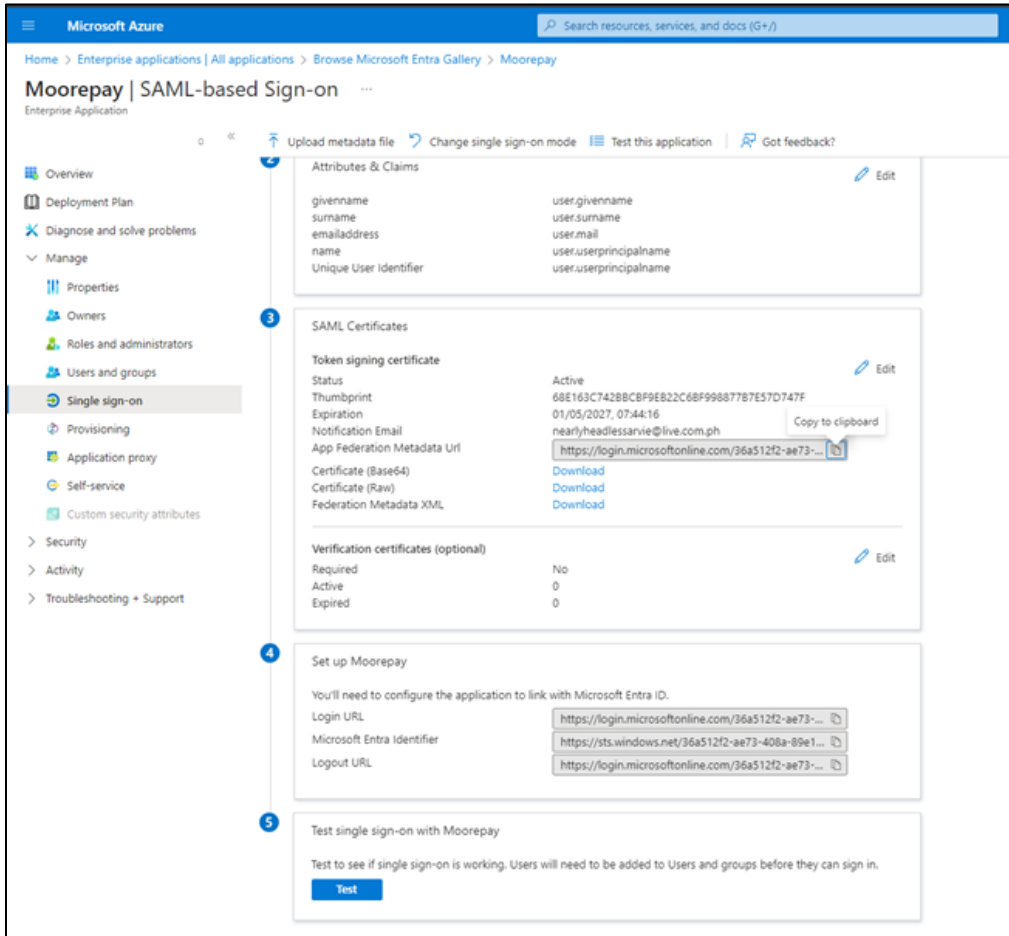 Microsoft Azure
Search resources, services, and docs (G+/)
Home > Enterprise applications | All applications > Browse Microsoft Entra Gallery > Moorepay
Moorepay | SAML-based Sign-on ...
Enterprise Application
Upload metadata file Change single sign-on mode Test this application Got feedback?
Overview
Deployment Plan
Diagnose and solve problems
Manage
Properties
Owners
Roles and administrators
Users and groups
Single sign-on
Provisioning
Application proxy
Self-service
Custom security attributes
Security
Activity
Troubleshooting + Support
2
Attributes & Claims
Edit
givenname user.givenname
surname user.surname
emailaddress user.mail
name user.userprincipalname
Unique User Identifier user.userprincipalname
3
SAML Certificates
Token signing certificate
Edit
Status Active
Thumbprint 68E163C742BBCBF9EB22C6BF998877B7E57D747F
Expiration 01/05/2027, 07:44:16
Notification Email nearlyheadlessarvie@live.com.ph
Copy to clipboard
App Federation Metadata Url https://login.microsoftonline.com/36a512f2-ae73-...
Certificate (Base64) Download
Certificate (Raw) Download
Federation Metadata XML Download
Verification certificates (optional)
Edit
Required No
Active 0
Expired 0
4
Set up Moorepay
You'll need to configure the application to link with Microsoft Entra ID.
Login URL https://login.microsoftonline.com/36a512f2-ae73-...
Microsoft Entra Identifier https://sts.windows.net/36a512f2-ae73-408a-89e1...
Logout URL https://login.microsoftonline.com/36a512f2-ae73-...
5
Test single sign-on with Moorepay
Test to see if single sign-on is working. Users will need to be added to Users and groups before they can sign in.
Test